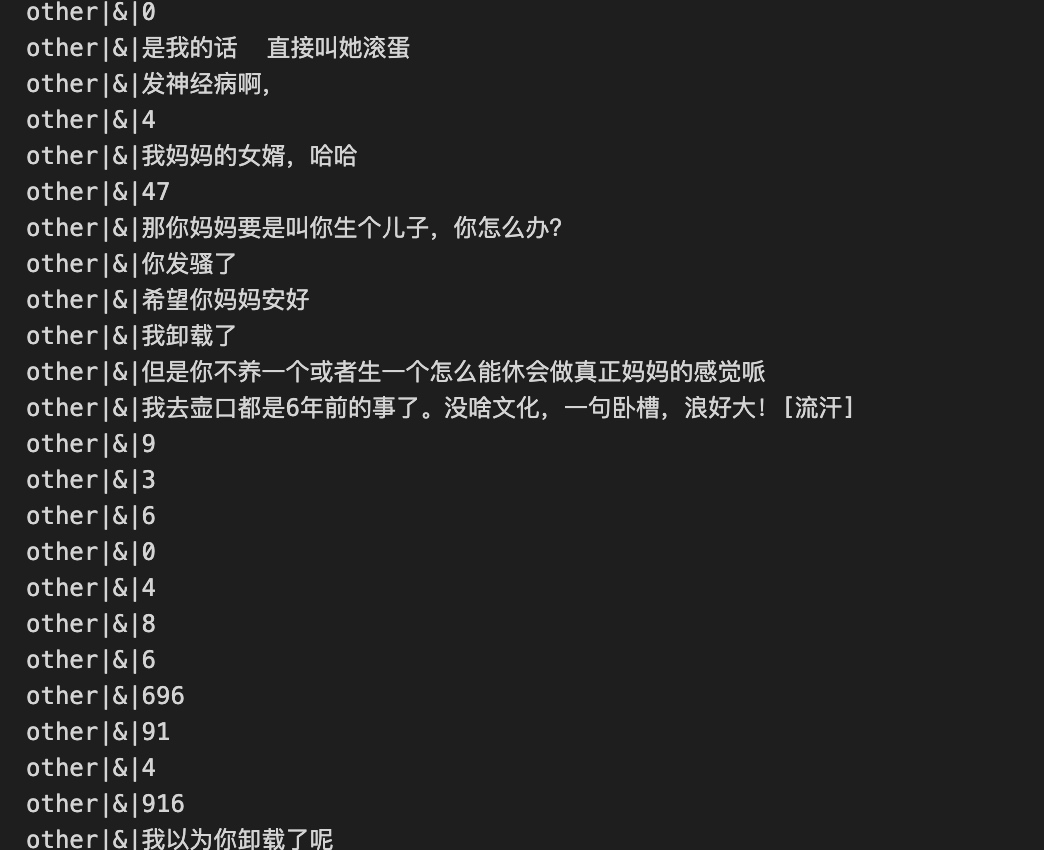 other|&|0
other|&|是我的话  直接叫她滚蛋
other|&|发神经病啊，
other|&|4
other|&|我妈妈的女婿，哈哈
other|&|47
other|&|那你妈妈要是叫你生个儿子，你怎么办？
other|&|你发骚了
other|&|希望你妈妈安好
other|&|我卸载了
other|&|但是你不养一个或者生一个怎么能休会做真正妈妈的感觉哌
other|&|我去壶口都是6年前的事了。没啥文化，一句卧槽，浪好大！[流汗]
other|&|9
other|&|3
other|&|6
other|&|0
other|&|4
other|&|8
other|&|6
other|&|696
other|&|91
other|&|4
other|&|916
other|&|我以为你卸载了呢